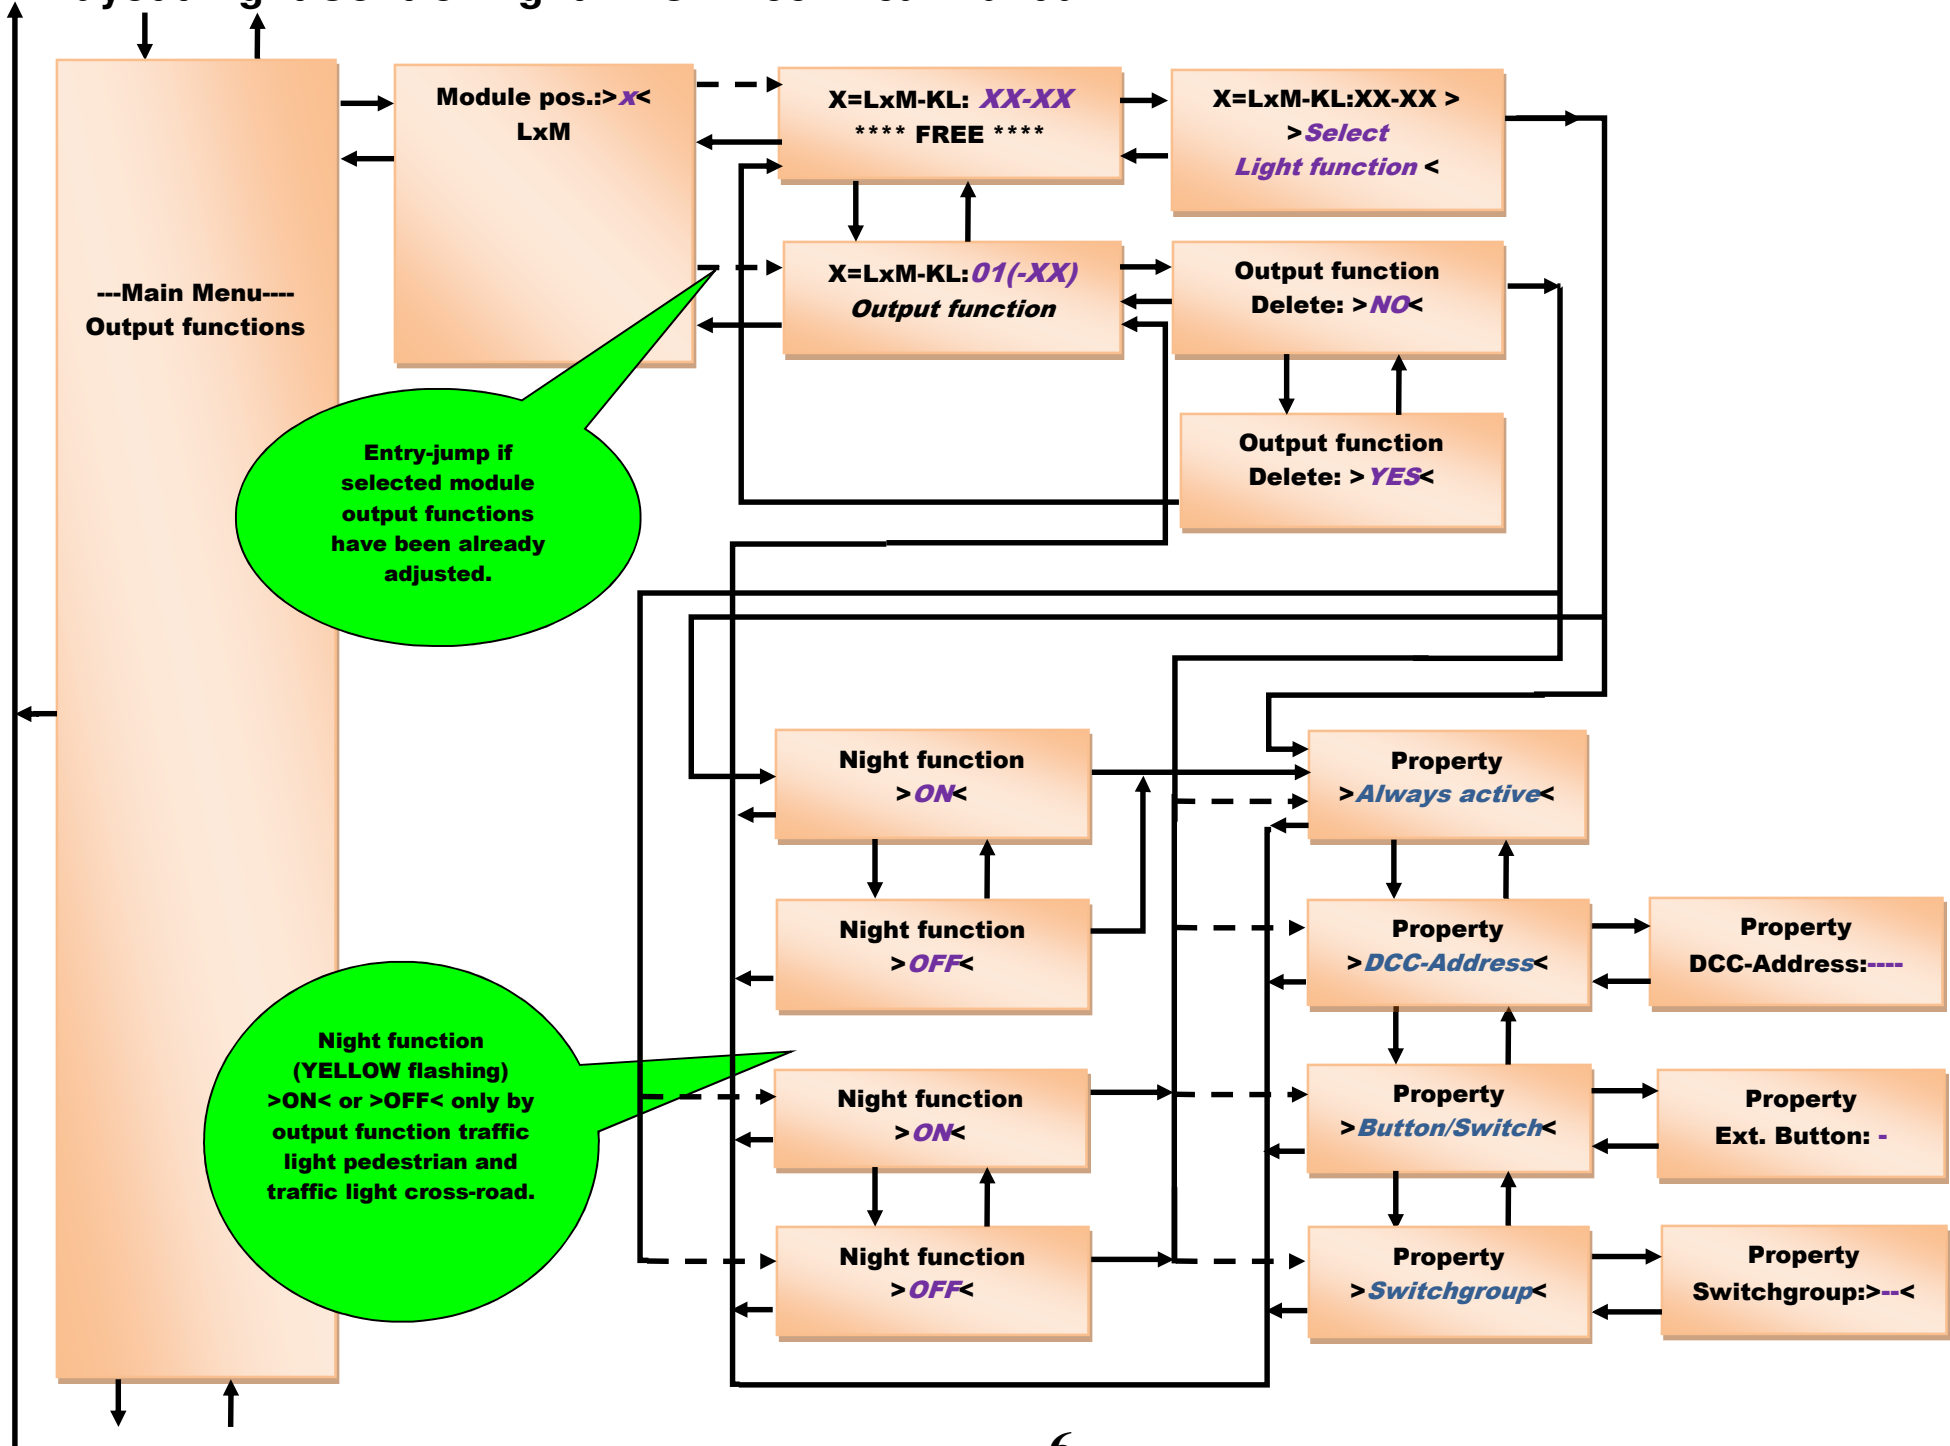 ---Main Menu----
Output functions
Module pos.:>x<
LxM
X=LxM-KL: XX-XX
**** FREE ****
X=LxM-KL:XX-XX >
>Select
Light function <
X=LxM-KL:01(-XX)
Output function
Output function
Delete: >NO<
Output function
Delete: >YES<
Entry-jump if
selected module
output functions
have been already
adjusted.
Night function
>ON<
Night function
>OFF<
Night function
(YELLOW flashing)
>ON< or >OFF< only by
output function traffic
light pedestrian and
traffic light cross-road.
Night function
>ON<
Night function
>OFF<
Property
>Always active<
Property
>DCC-Address<
Property
DCC-Address:----
Property
>Button/Switch<
Property
Ext. Button: -
Property
>Switchgroup<
Property
Switchgroup:>--<
6